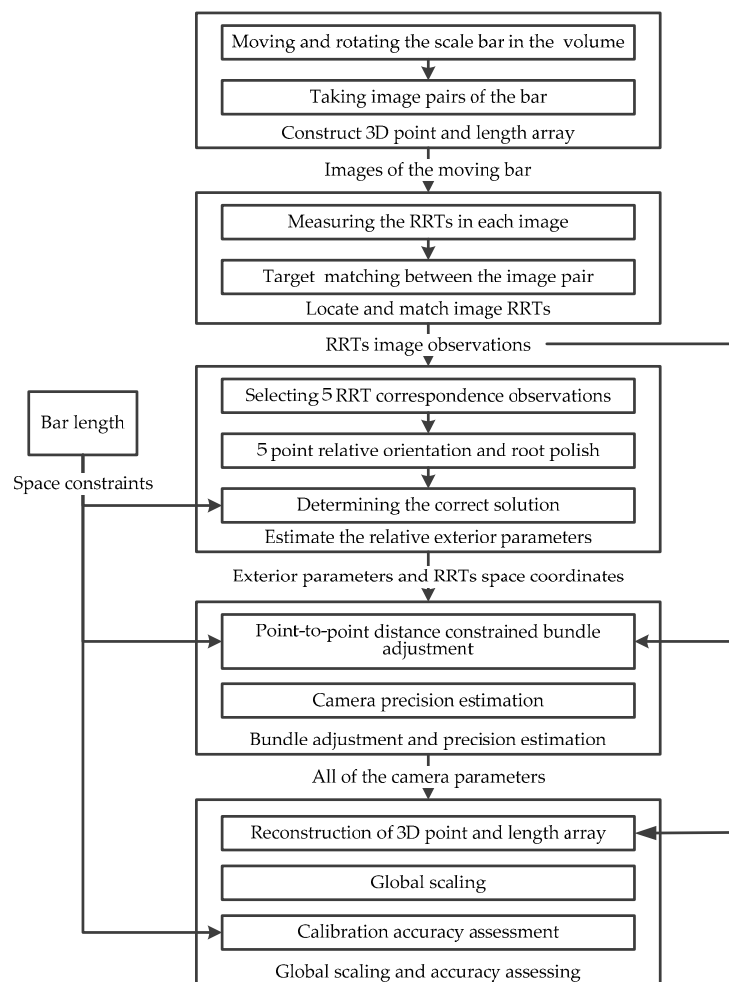 Moving and rotating the scale bar in the volume
Taking image pairs of the bar
Construct 3D point and length array
Images of the moving bar
Measuring the RRTs in each image
Target matching between the image pair
Locate and match image RRTs
RRTs image observations
Selecting 5 RRT correspondence observations
Bar length
5 point relative orientation and root polish
Space constraints
Determining the correct solution
Estimate the relative exterior parameters
Exterior parameters and RRTs space coordinates
Point-to-point distance constrained bundle
adjustment
Camera precision estimation
Bundle adjustment and precision estimation
All of the camera parameters
Reconstruction of 3D point and length array
Global scaling
Calibration accuracy assessment
Global scaling and accuracy assessing